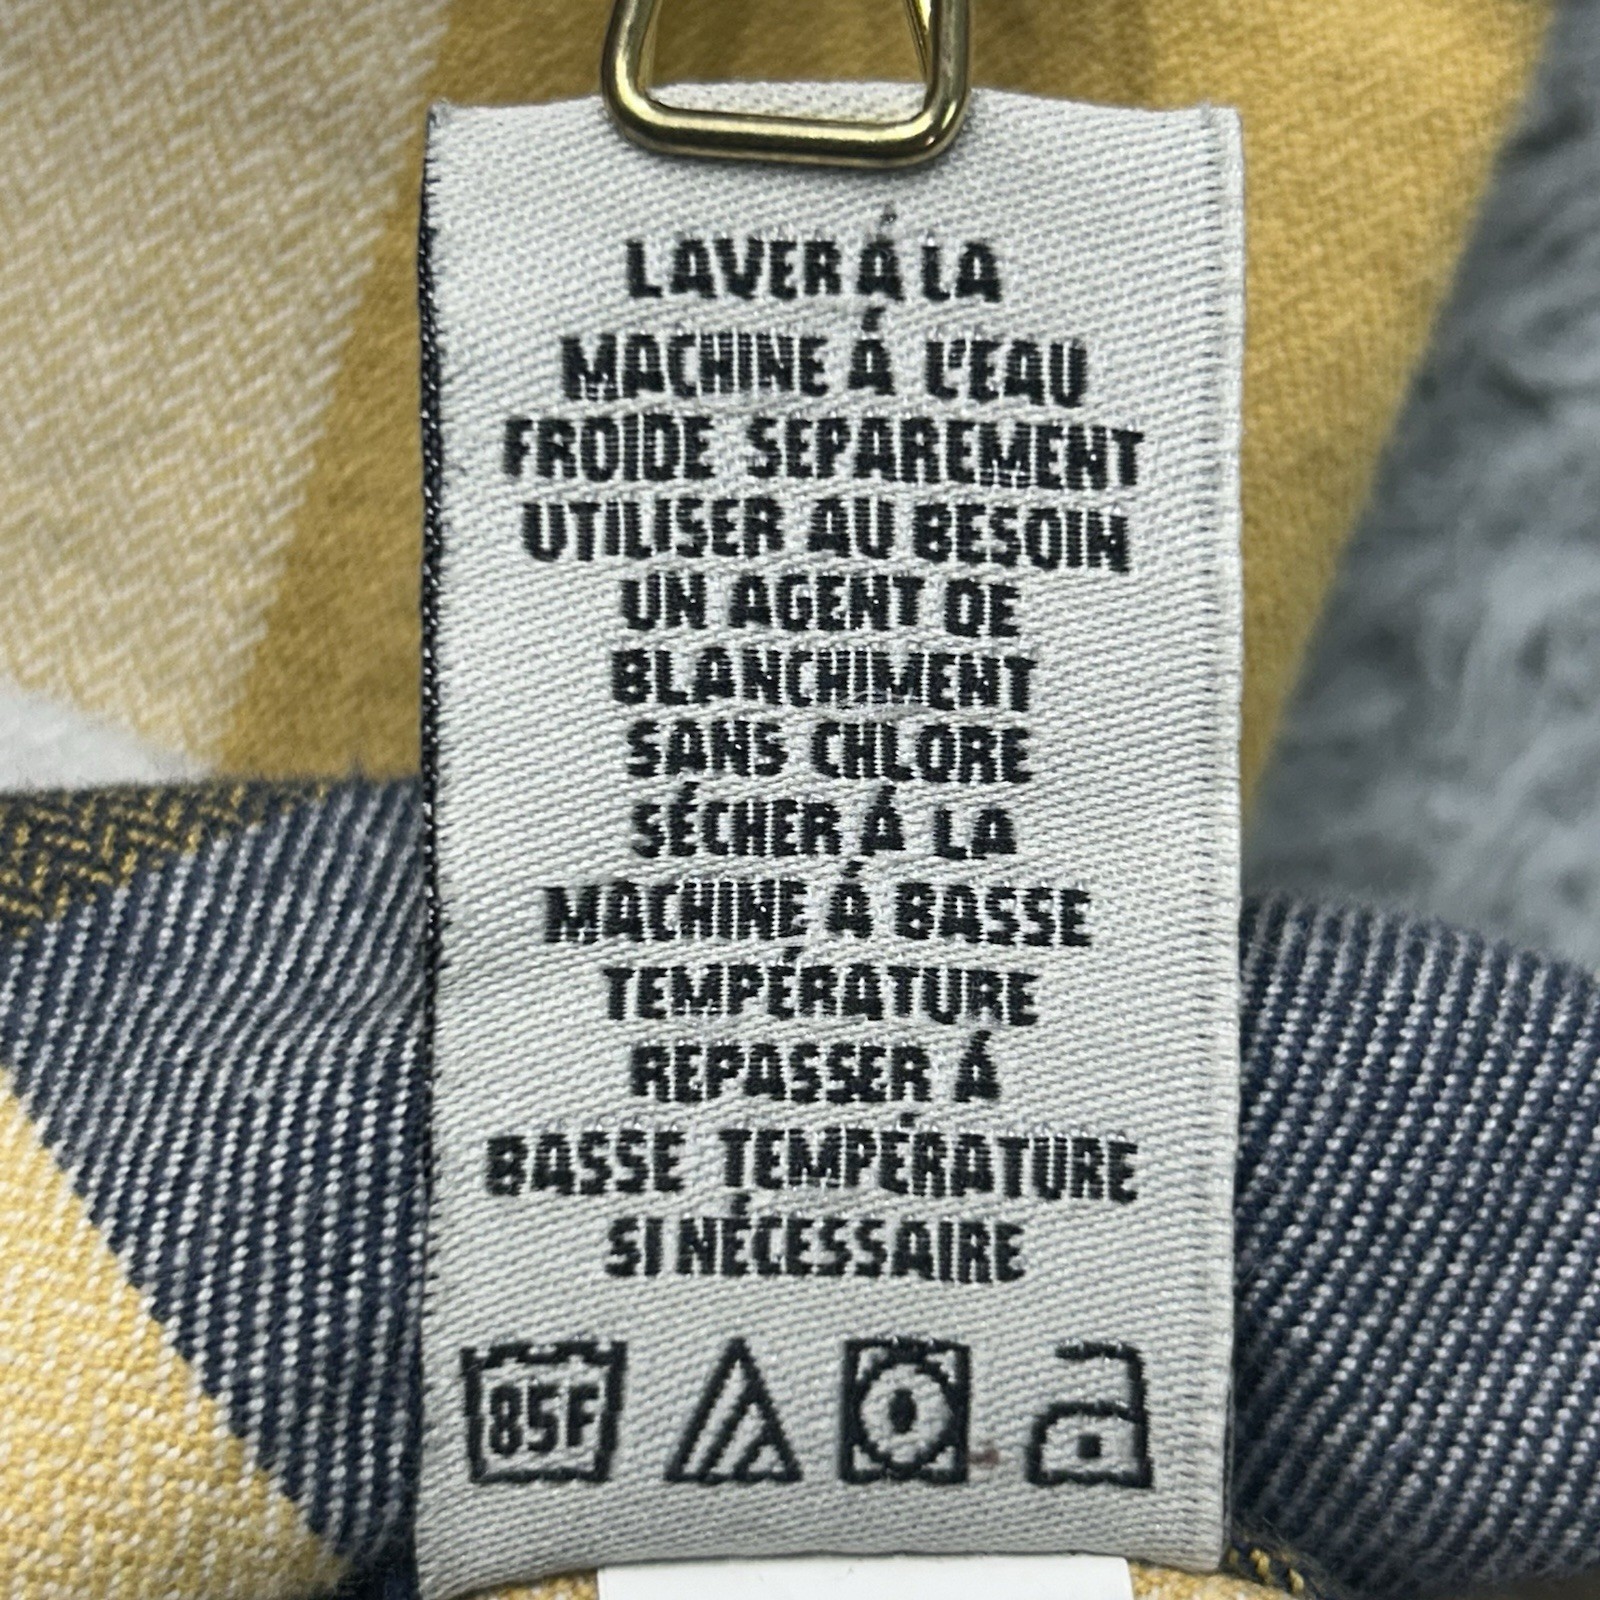 LAVER Á LA
MACHINE Á L'EAU
FROIDE SEPAREMENT
UTILISER AU BESOIN
UN AGENT DE
BLANCHIMENT
SANS CHLORE
SÉCHER Á LA
MACHINE Á BASSE
TEMPÉRATURE
REPASSER Á
BASSE TEMPÉRATURE
SI NÉCESSAIRE
85F